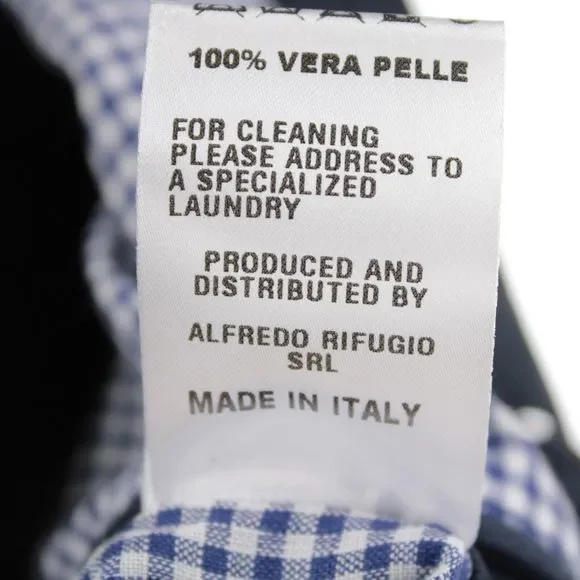 100% VERA PELLE
FOR CLEANING
PLEASE ADDRESS TO
A SPECIALIZED
LAUNDRY
PRODUCED AND
DISTRIBUTED BY
ALFREDO RIFUGIO
SRL
MADE IN ITALY